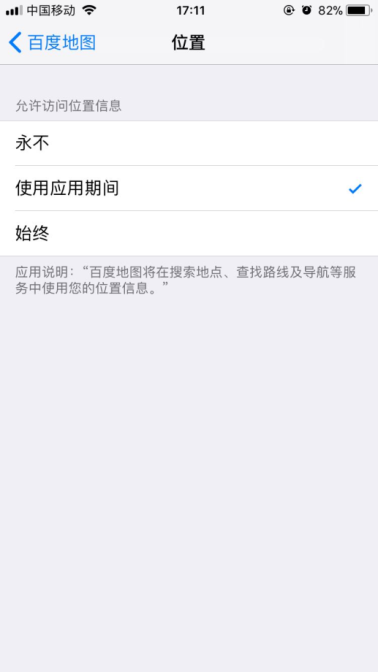 中国移动 17:11 82%
百度地图 位置
允许访问位置信息
永不
使用应用期间
始终
应用说明：“百度地图将在搜索地点、查找路线及导航等服
务中使用您的位置信息。”